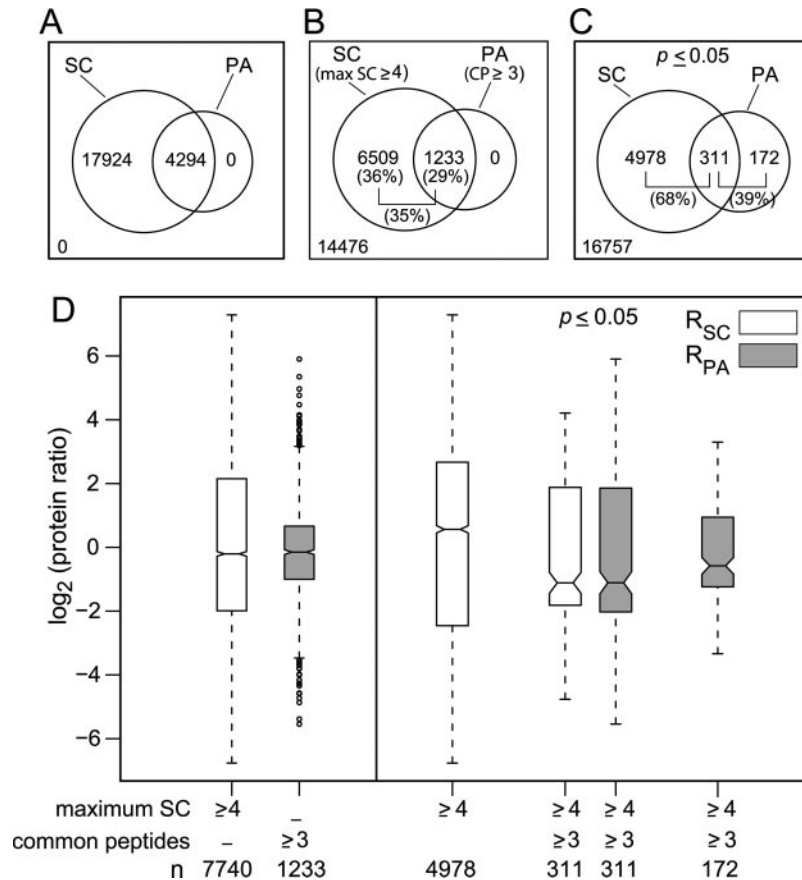 A
SC
PA
17924
4294
0
0
B
SC
(max SC ≥4)
PA
(CP ≥ 3)
6509
(36%)
1233
(29%)
0
(35%)
14476
C
p ≤ 0.05
SC
PA
4978
311
172
(68%)
(39%)
16757
D
p ≤ 0.05
R_SC
R_PA
log₂ (protein ratio)
6
4
2
0
−2
−4
−6
maximum SC ≥4 – ≥4 ≥4 ≥4 ≥4
common peptides – ≥3 ≥3 ≥3 ≥3
n 7740 1233 4978 311 311 172